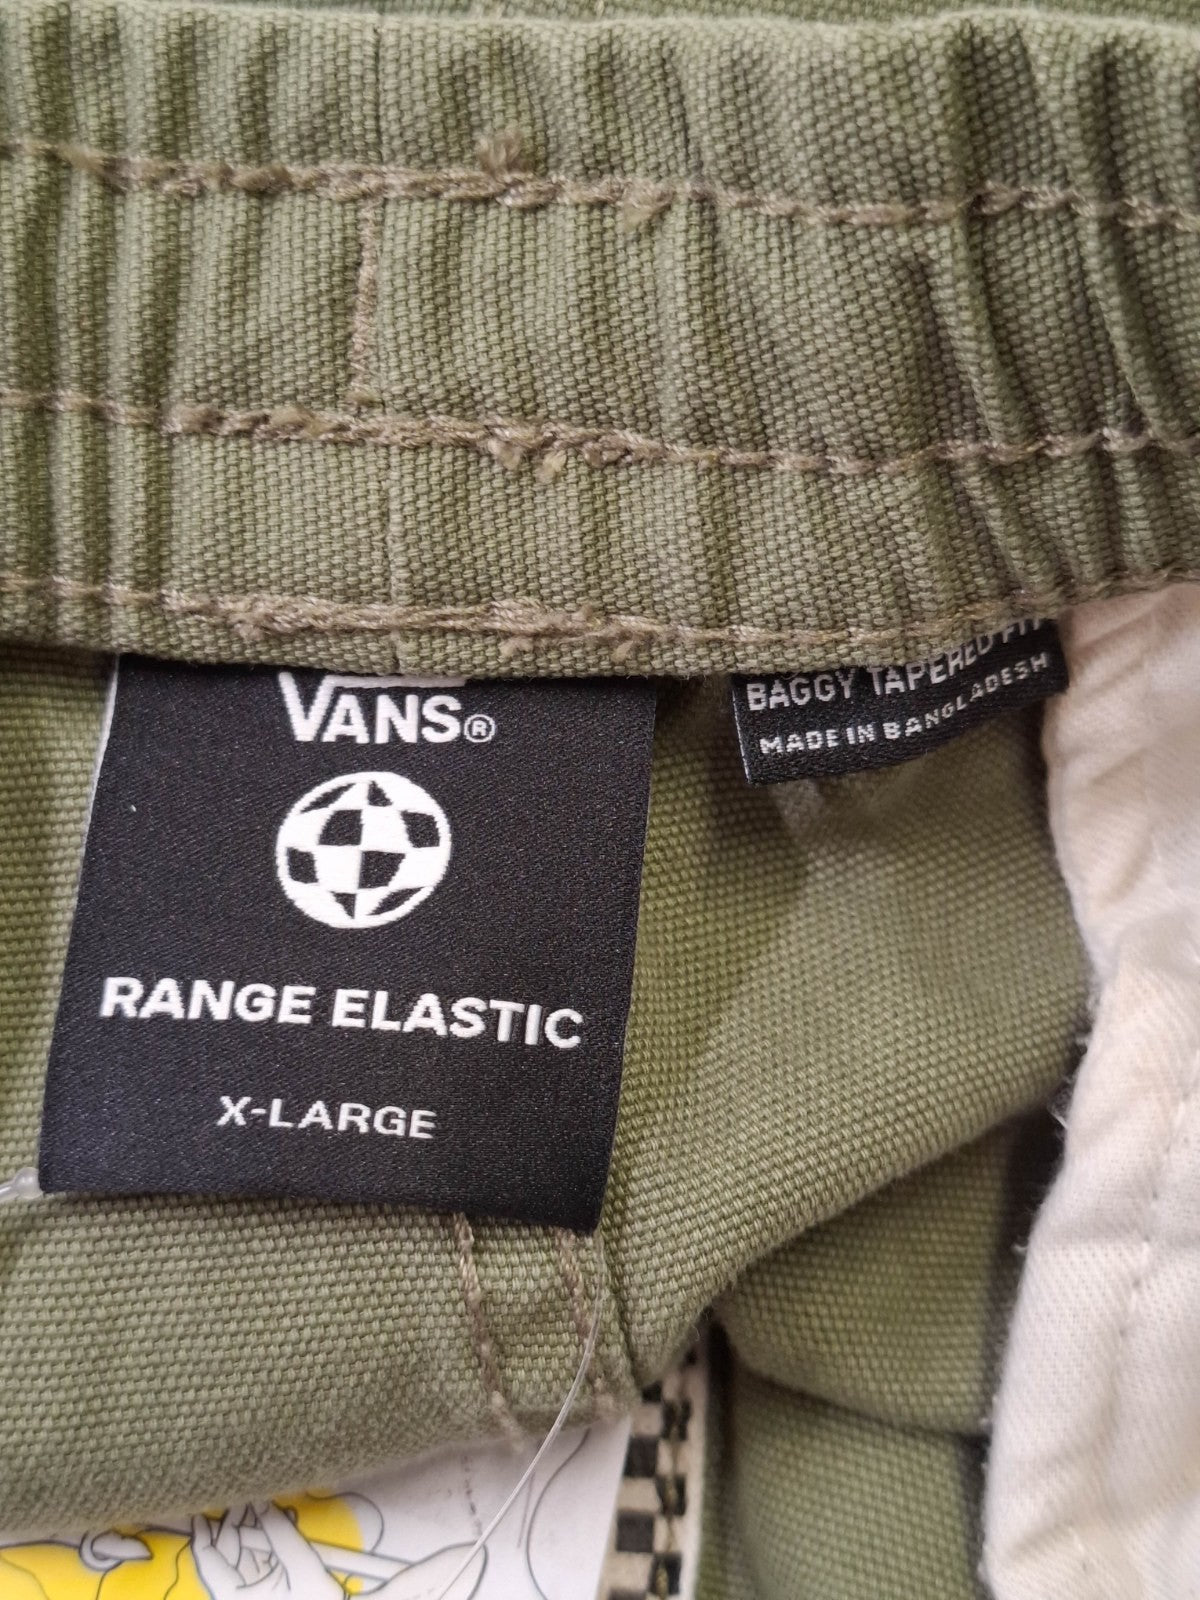 VANS®
RANGE ELASTIC
X-LARGE
BAGGY TAPERED FIT
MADE IN BANGLADESH